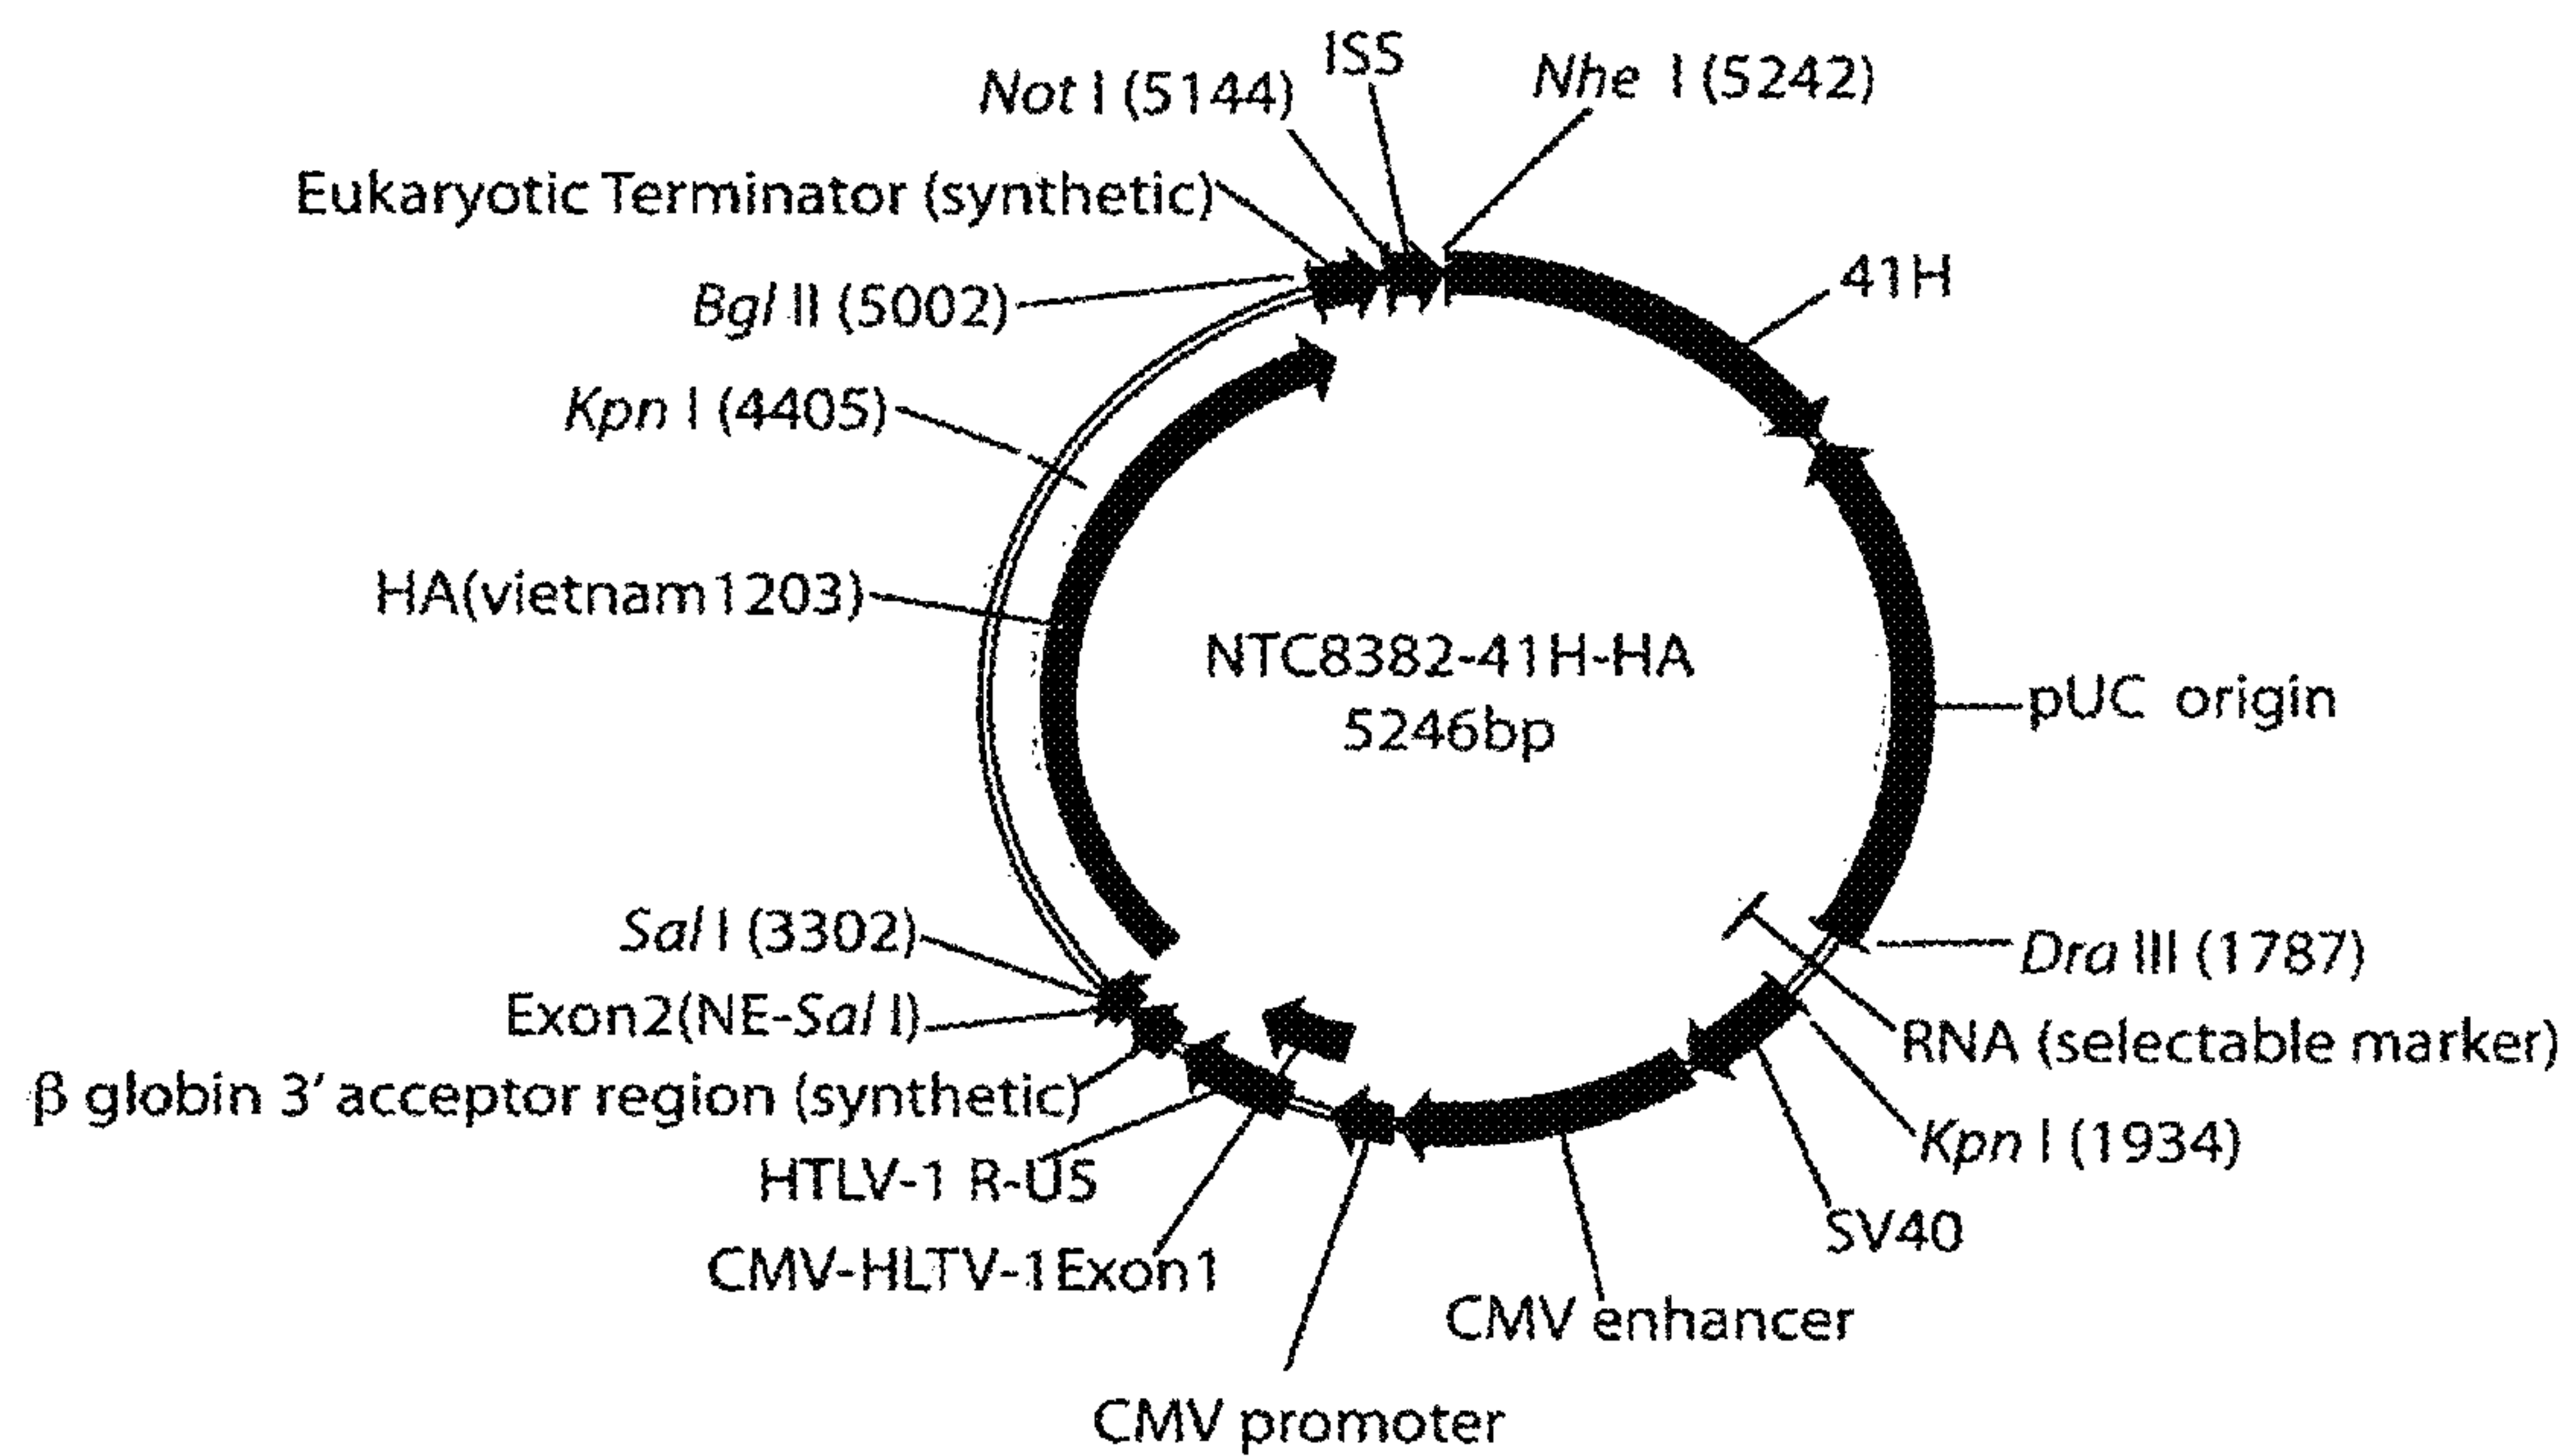 ISS
Nhe I (5242)
Not I (5144)
Eukaryotic Terminator (synthetic)
41H
Bgl II (5002)
Kpn I (4405)
HA(vietnam1203)
NTC8382-41H-HA
5246bp
pUC origin
Sal I (3302)
Dra III (1787)
Exon2(NE-Sal I)
RNA (selectable marker)
β globin 3' acceptor region (synthetic)
Kpn I (1934)
HTLV-1 R-U5
SV40
CMV-HLTV-1Exon1
CMV enhancer
CMV promoter